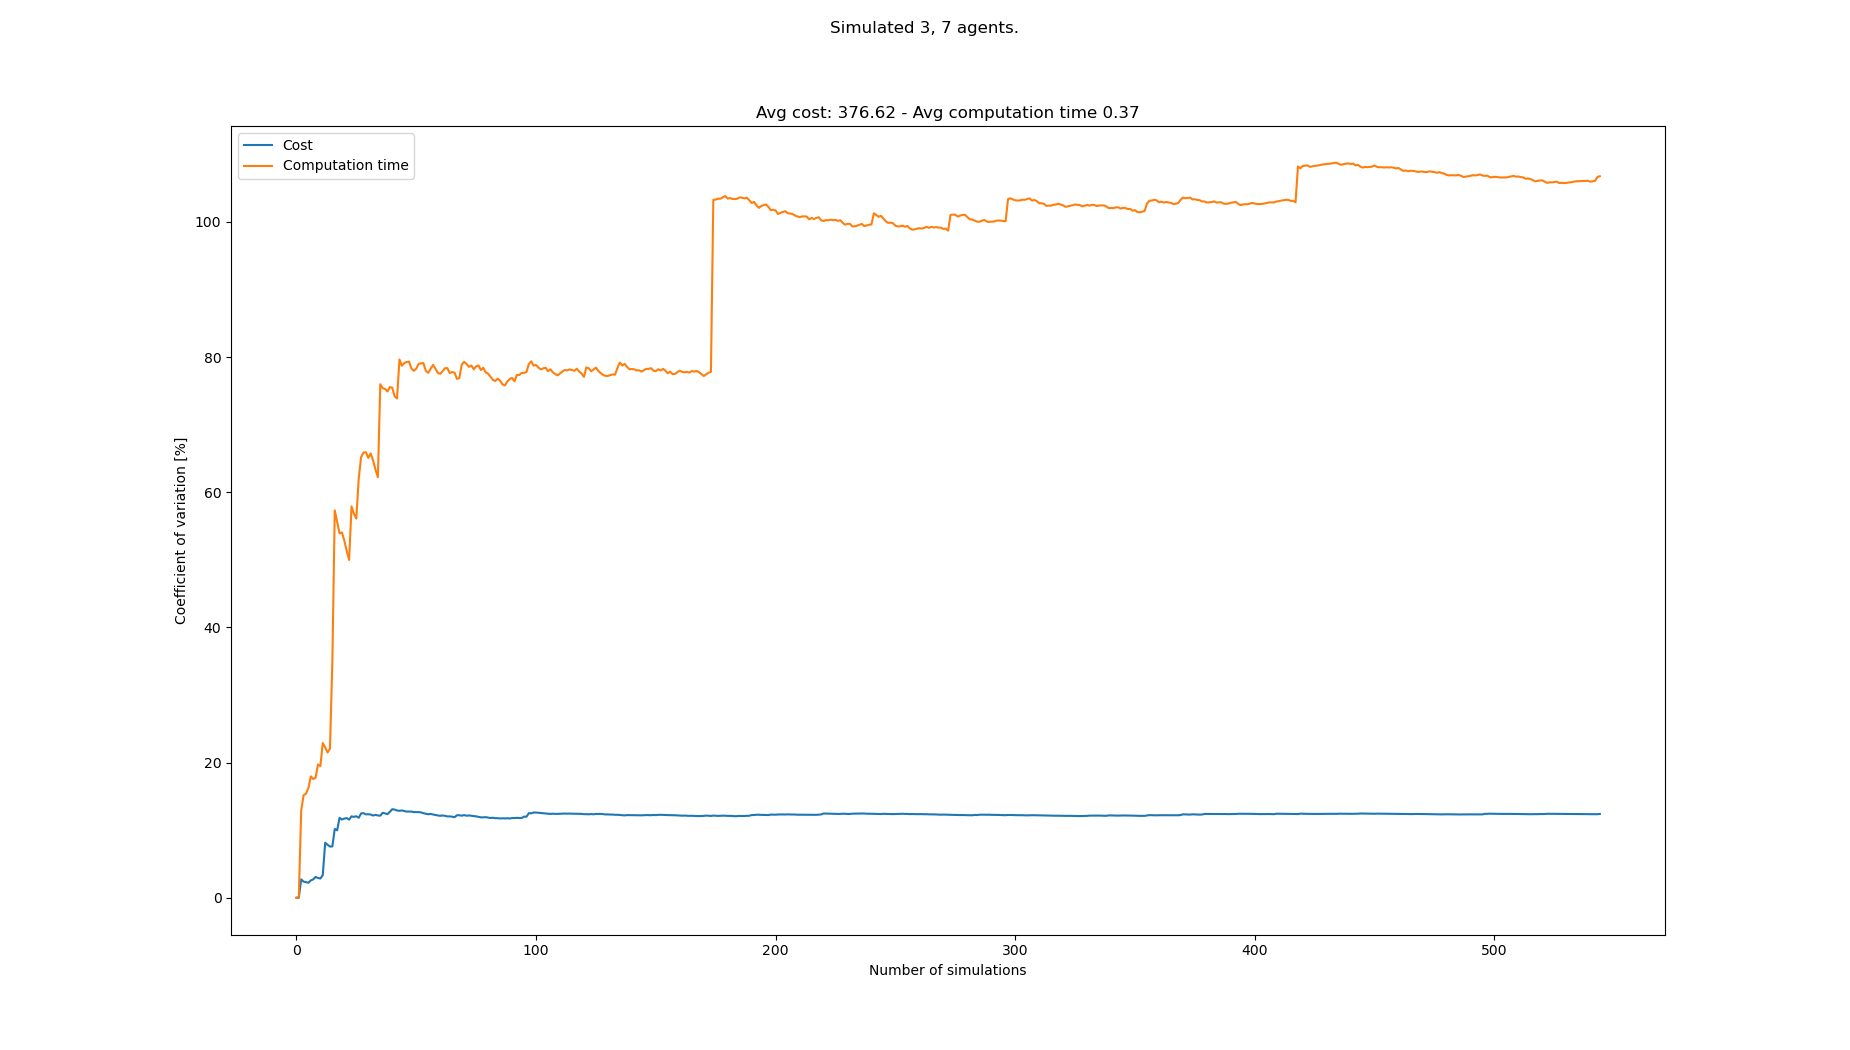 Simulated 3, 7 agents.
Avg cost: 376.62 - Avg computation time 0.37
Cost
Computation time
Coefficient of variation [%]
100
80
60
40
20
0
0 100 200 300 400 500
Number of simulations